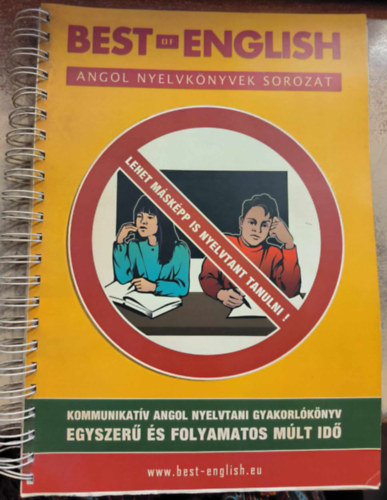 BEST OF ENGLISH
ANGOL NYELVKÖNYVEK SOROZAT
LEHET MÁSKÉPP IS NYELVTANT TANULNI !
KOMMUNIKATÍV ANGOL NYELVTANI GYAKORLÓKÖNYV
EGYSZERŰ ÉS FOLYAMATOS MÚLT IDŐ
www.best-english.eu